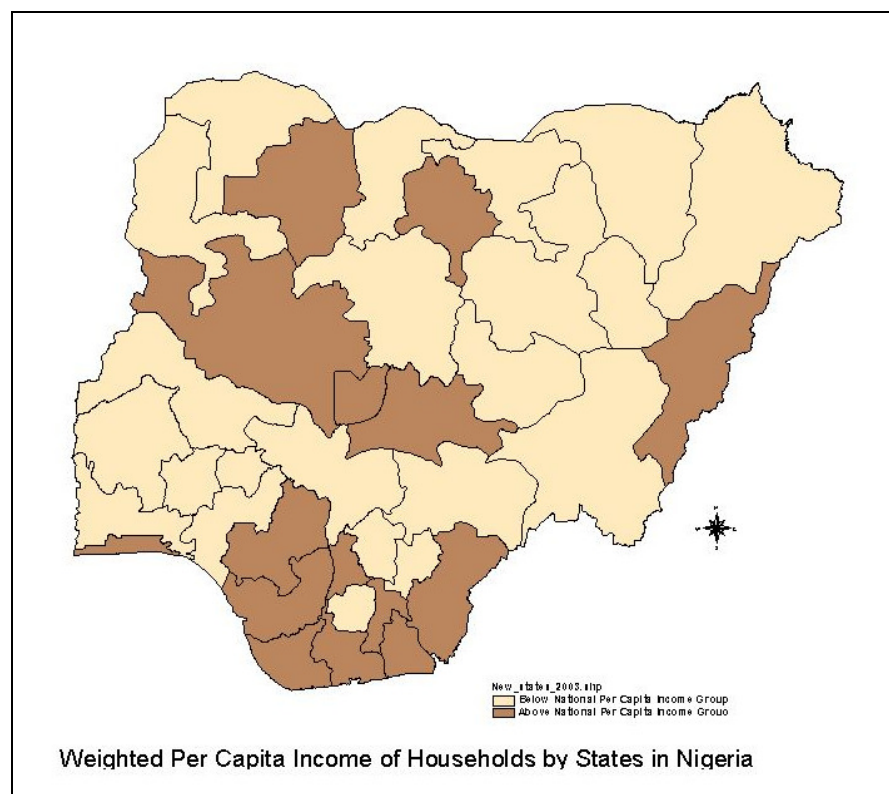 New_states_2003.shp
Below National Per Capita Income Group
Above National Per Capita Income Group
Weighted Per Capita Income of Households by States in Nigeria